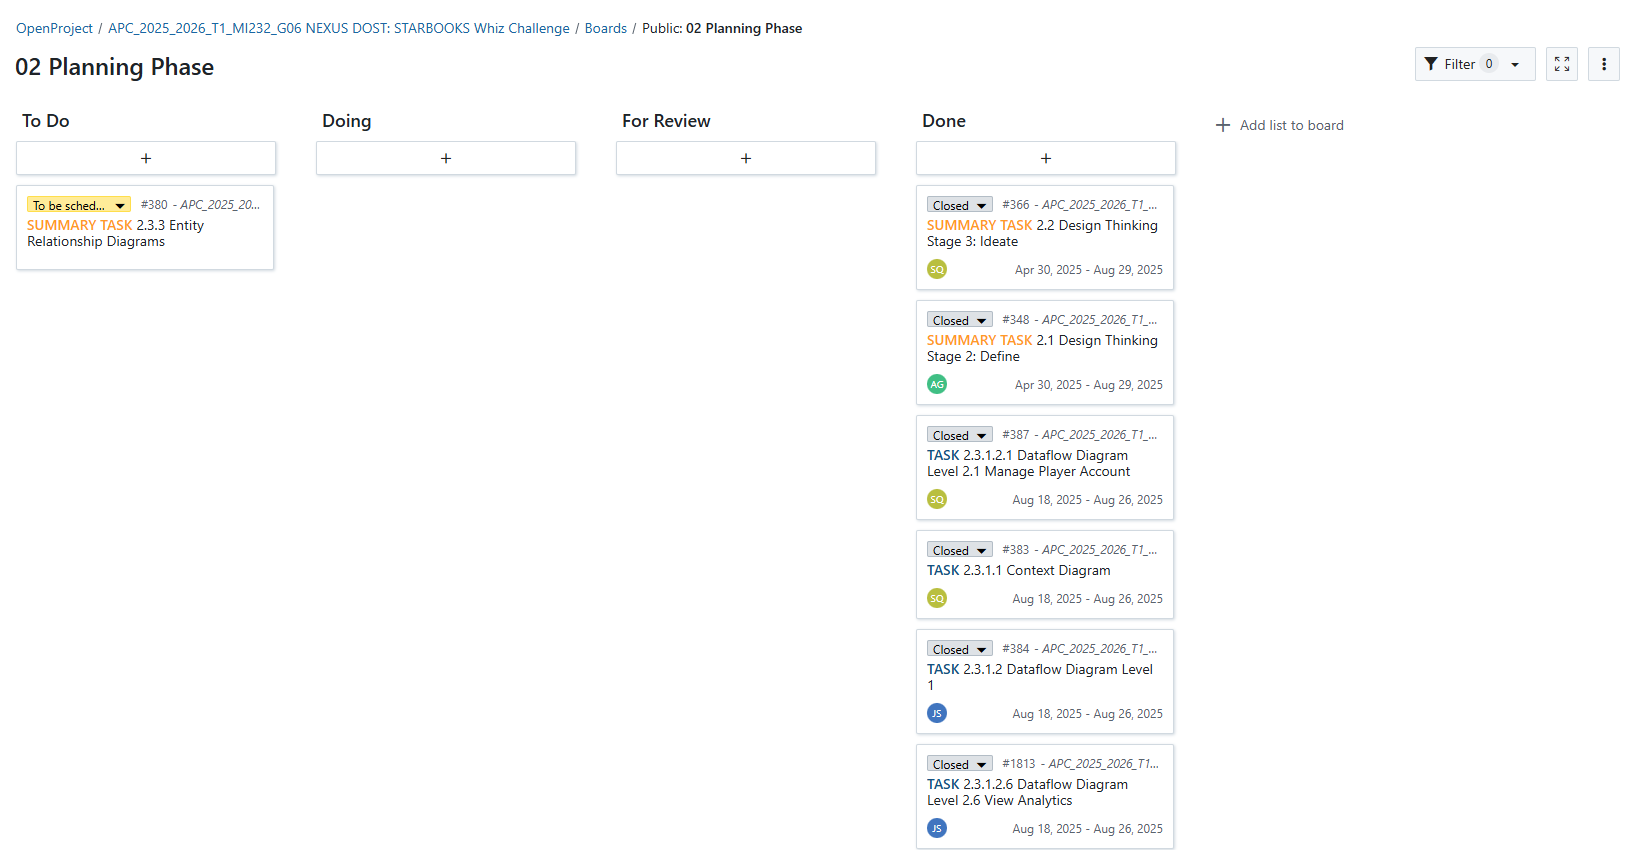 OpenProject / APC_2025_2026_T1_MI232_G06 NEXUS DOST: STARBOOKS Whiz Challenge / Boards / Public: 02 Planning Phase
02 Planning Phase
Filter 0
To Do
Doing
For Review
Done
+ Add list to board
+
+
+
+
To be sched... #380 - APC_2025_20...
SUMMARY TASK 2.3.3 Entity
Relationship Diagrams
Closed #366 - APC_2025_2026_T1_...
SUMMARY TASK 2.2 Design Thinking
Stage 3: Ideate
SQ Apr 30, 2025 - Aug 29, 2025
Closed #348 - APC_2025_2026_T1_...
SUMMARY TASK 2.1 Design Thinking
Stage 2: Define
AG Apr 30, 2025 - Aug 29, 2025
Closed #387 - APC_2025_2026_T1_...
TASK 2.3.1.2.1 Dataflow Diagram
Level 2.1 Manage Player Account
SQ Aug 18, 2025 - Aug 26, 2025
Closed #383 - APC_2025_2026_T1_...
TASK 2.3.1.1 Context Diagram
SQ Aug 18, 2025 - Aug 26, 2025
Closed #384 - APC_2025_2026_T1_...
TASK 2.3.1.2 Dataflow Diagram Level
1
JS Aug 18, 2025 - Aug 26, 2025
Closed #1813 - APC_2025_2026_T1...
TASK 2.3.1.2.6 Dataflow Diagram
Level 2.6 View Analytics
JS Aug 18, 2025 - Aug 26, 2025